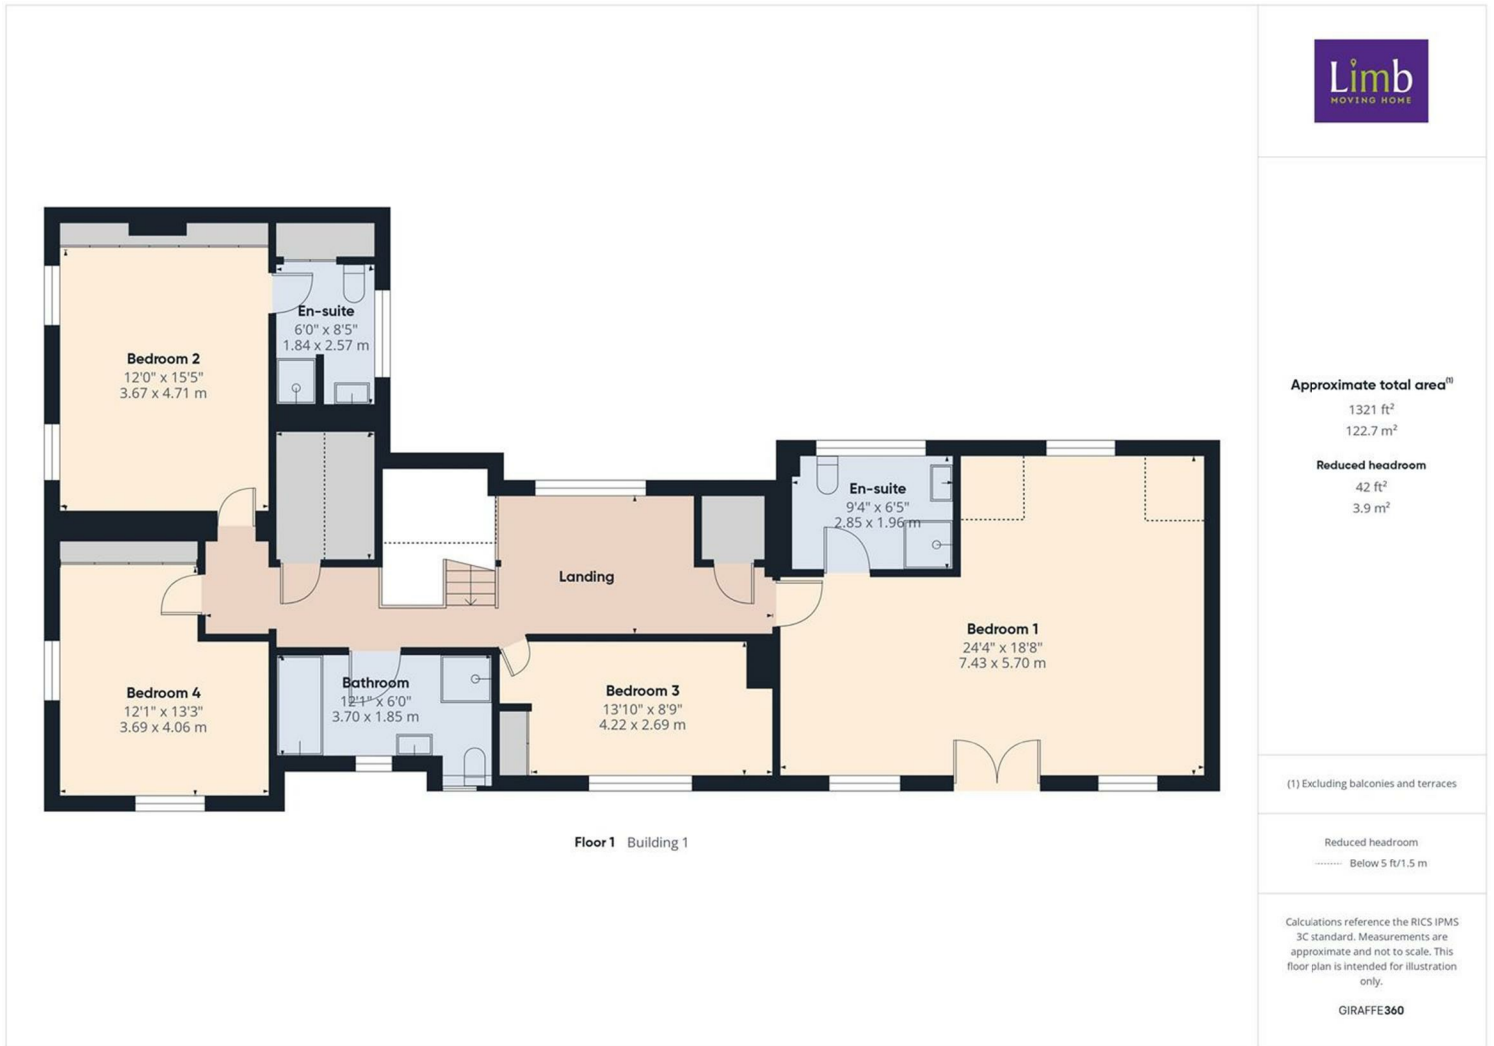 Limb
MOVING HOME
En-suite
6'0" x 8'5"
1.84 x 2.57 m
Bedroom 2
12'0" x 15'5"
3.67 x 4.71 m
En-suite
9'4" x 6'5"
2.85 x 1.96 m
Landing
Bedroom 1
24'4" x 18'8"
7.43 x 5.70 m
Bedroom 4
12'1" x 13'3"
3.69 x 4.06 m
Bathroom
12'1" x 6'0"
3.70 x 1.85 m
Bedroom 3
13'10" x 8'9"
4.22 x 2.69 m
Floor 1 Building 1
Approximate total area(1)
1321 ft²
122.7 m²
Reduced headroom
42 ft²
3.9 m²
(1) Excluding balconies and terraces
Reduced headroom
Below 5 ft/1.5 m
Calculations reference the RICS IPMS
3C standard. Measurements are
approximate and not to scale. This
floor plan is intended for illustration
only.
GIRAFFE360